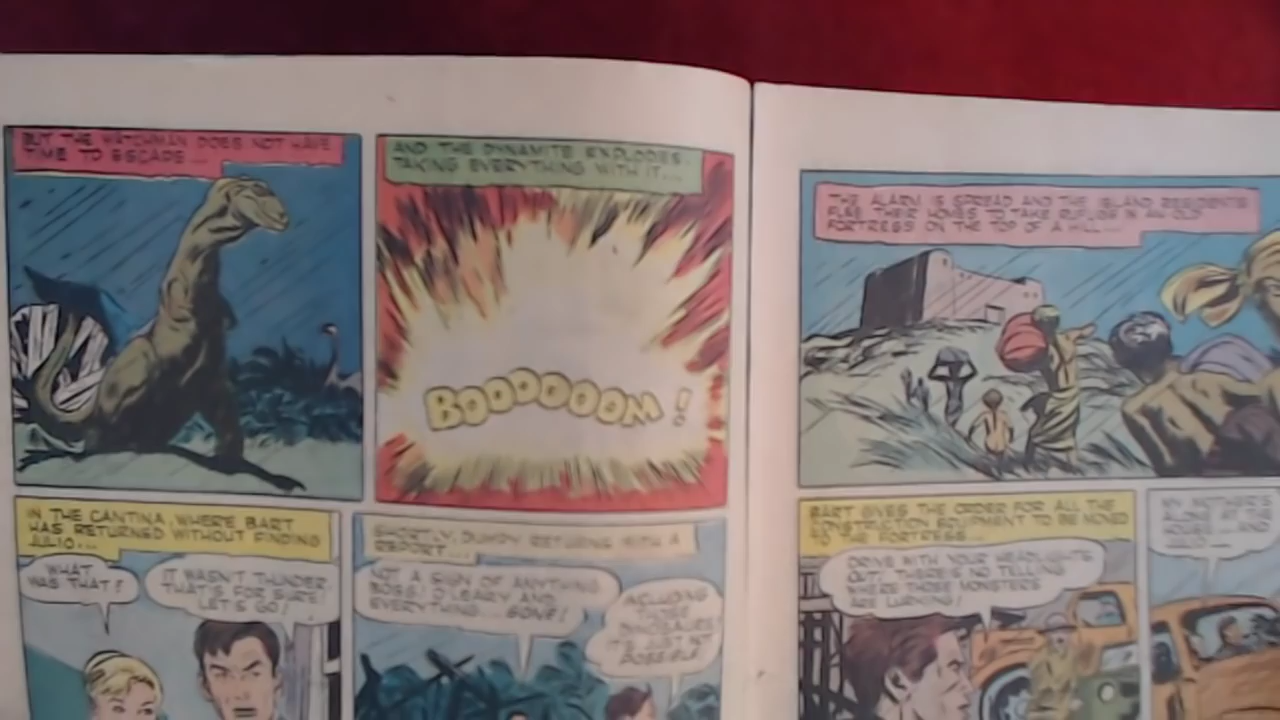 BUT THE WATCHMAN DOES NOT HAVE
TIME TO ESCAPE...
AND THE DYNAMITE EXPLODES,
TAKING EVERYTHING WITH IT...
BOOOOOOOM!
IN THE CANTINA, WHERE BART
HAS RETURNED WITHOUT FINDING
JULIO...
WHAT
WAS THAT?
IT WASN'T THUNDER
THAT'S FOR SURE!
LET'S GO!
SHORTLY, DUMPY RETURNS WITH A
REPORT...
NOT A SIGN OF ANYTHING
BOSS! O'LEARY AND
EVERYTHING... GONE!
INCLUDING
THE
IT'S JUST NOT
POSSIBLE!
THE ALARM IS SPREAD AND THE ISLAND RESIDENTS
FLEE THEIR HOMES TO TAKE REFUGE IN AN OLD
FORTRESS ON THE TOP OF A HILL...
BART GIVES THE ORDER FOR ALL THE
CONSTRUCTION EQUIPMENT TO BE MOVED
TO THE FORTRESS...
DRIVE WITH YOUR HEADLIGHTS
OUT! THERE'S NO TELLING
WHERE THOSE MONSTERS
ARE LURKING!
MY MOTHER'S
ALONE AT THE
HOUSE... AND